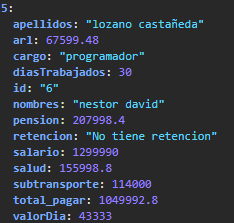 5:
apellidos: "lozano castañeda"
arl: 67599.48
cargo: "programador"
diasTrabajados: 30
id: "6"
nombres: "nestor david"
pension: 207998.4
retencion: "No tiene retencion"
salario: 1299990
salud: 155998.8
subtransporte: 114000
total_pagar: 1049992.8
valorDia: 43333